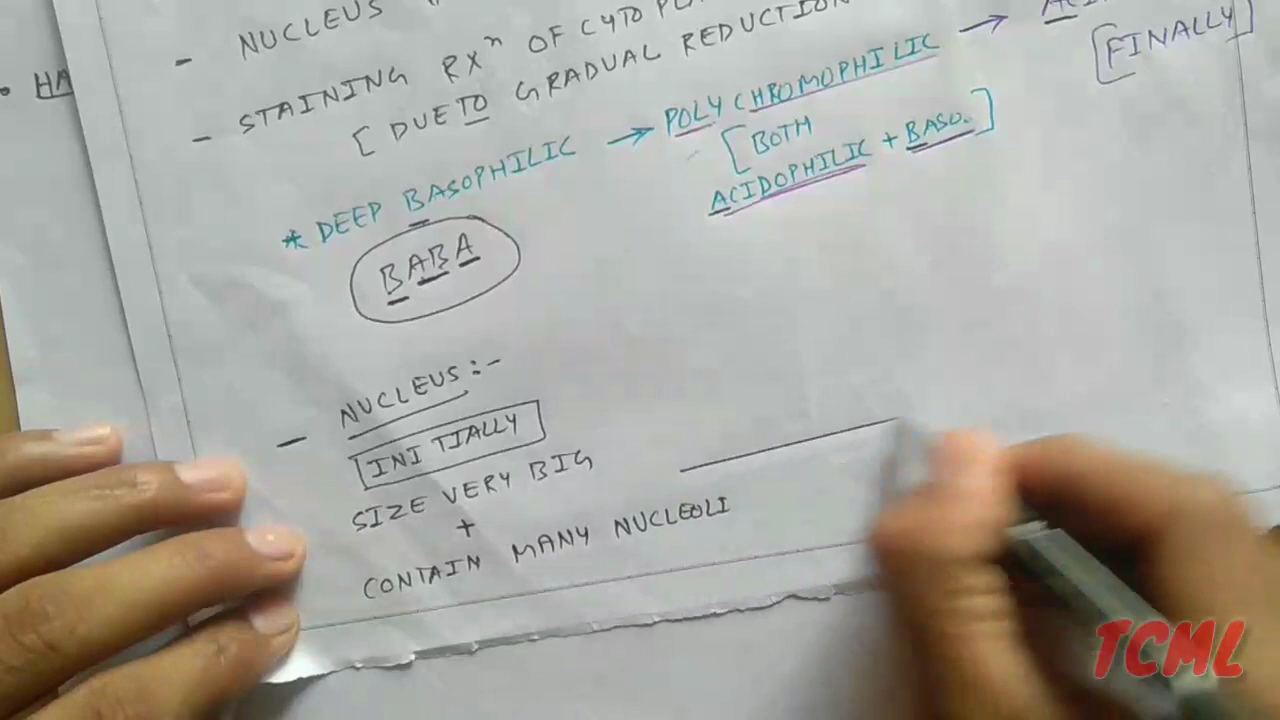 - NUCLEUS
• HA
- STAINING RXⁿ OF CYTOPL
[ DUE TO GRADUAL REDUCTION
* DEEP BASOPHILIC → POLYCHROMOPHILIC →
[FINALLY]
[BOTH
ACIDOPHILIC + BASO.]
BABA
- NUCLEUS :-
INITIALLY
SIZE VERY BIG
+
CONTAIN MANY NUCLEOLI
TCML